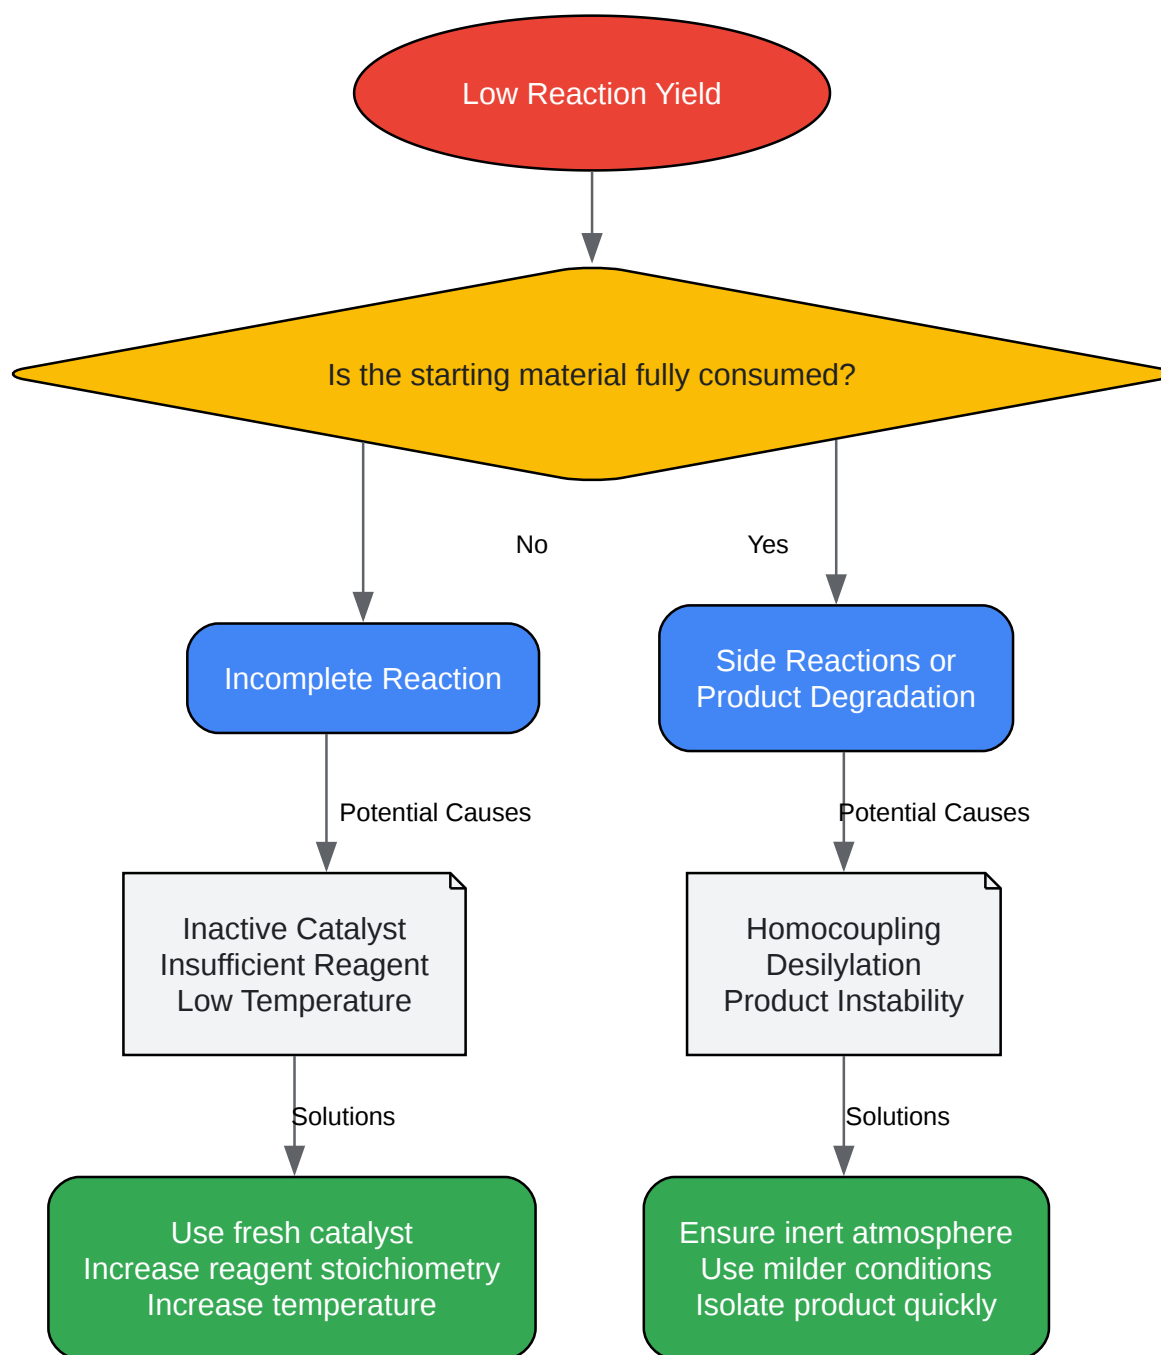 Low Reaction Yield
Is the starting material fully consumed?
No
Yes
Incomplete Reaction
Side Reactions or
Product Degradation
Potential Causes
Potential Causes
Inactive Catalyst
Insufficient Reagent
Low Temperature
Homocoupling
Desilylation
Product Instability
Solutions
Solutions
Use fresh catalyst
Increase reagent stoichiometry
Increase temperature
Ensure inert atmosphere
Use milder conditions
Isolate product quickly